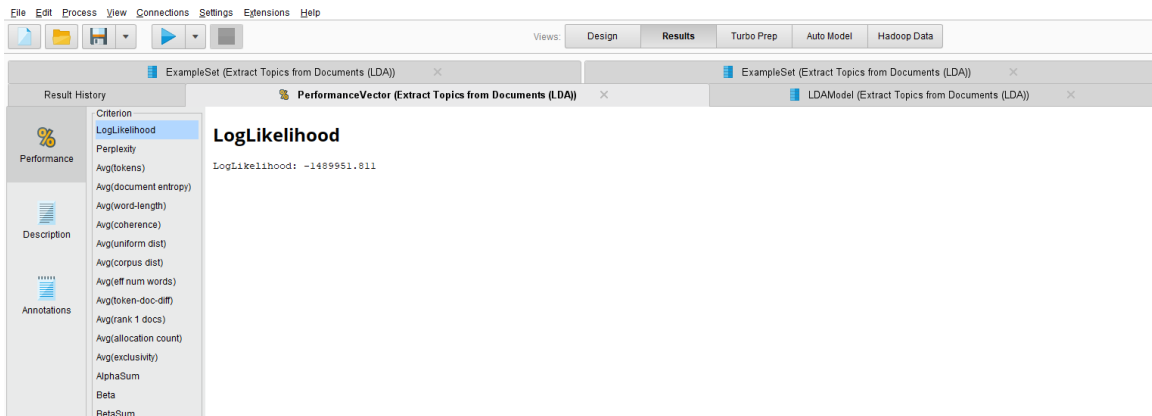 File Edit Process View Connections Settings Extensions Help
Views: Design Results Turbo Prep Auto Model Hadoop Data
ExampleSet (Extract Topics from Documents (LDA)) ExampleSet (Extract Topics from Documents (LDA))
Result History PerformanceVector (Extract Topics from Documents (LDA)) LDAModel (Extract Topics from Documents (LDA))
Performance
Description
Annotations
Criterion
LogLikelihood
Perplexity
Avg(tokens)
Avg(document entropy)
Avg(word-length)
Avg(coherence)
Avg(uniform dist)
Avg(corpus dist)
Avg(eff num words)
Avg(token-doc-diff)
Avg(rank 1 docs)
Avg(allocation count)
Avg(exclusivity)
AlphaSum
Beta
BetaSum
LogLikelihood
LogLikelihood: -1489951.811